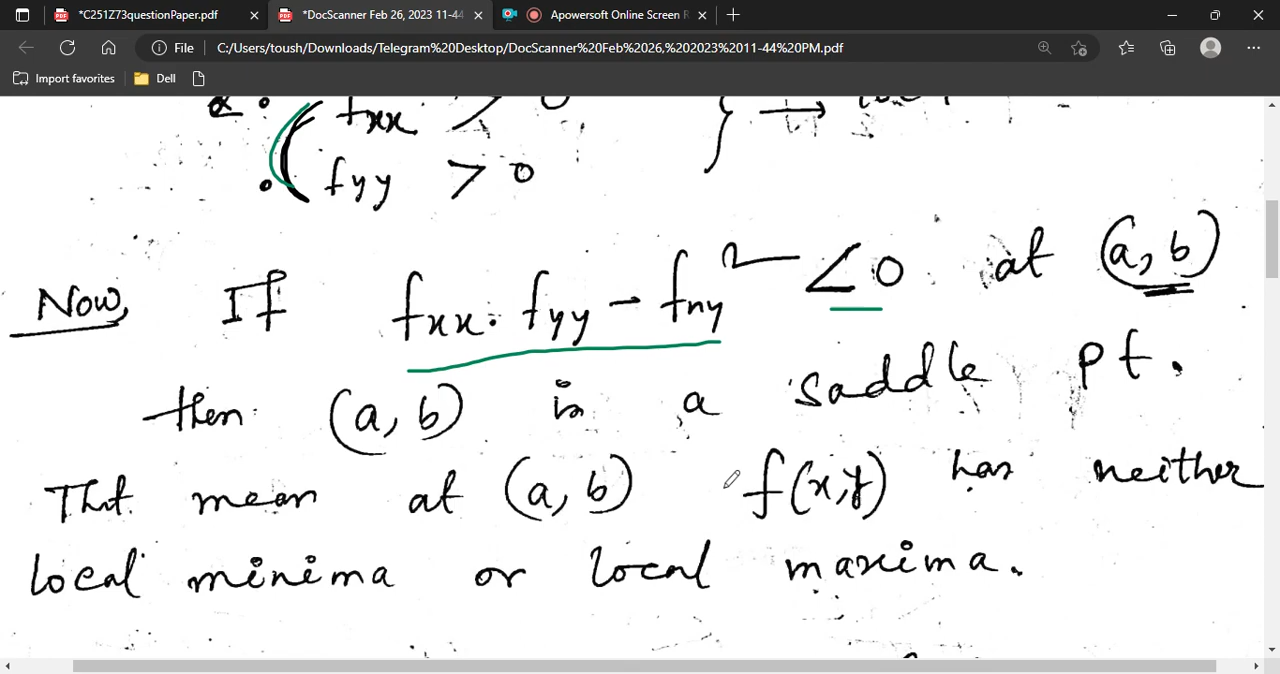 *C251Z73questionPaper.pdf
*DocScanner Feb 26, 2023 11-44
Apowersoft Online Screen R
File
C:/Users/toush/Downloads/Telegram%20Desktop/DocScanner%20Feb%2026,%202023%2011-44%20PM.pdf
Import favorites
Dell
fxx > 0
fyy > 0
Now, If fxx. fyy - fxy² < 0 at (a, b)
then (a, b) is a saddle pt.
That mean at (a, b) f(x,y) has neither
local minima or local maxima.